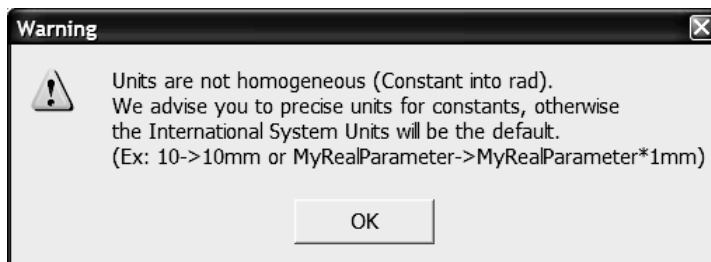 Warning
Units are not homogeneous (Constant into rad).
We advise you to precise units for constants, otherwise
the International System Units will be the default.
(Ex: 10->10mm or MyRealParameter->MyRealParameter*1mm)
OK